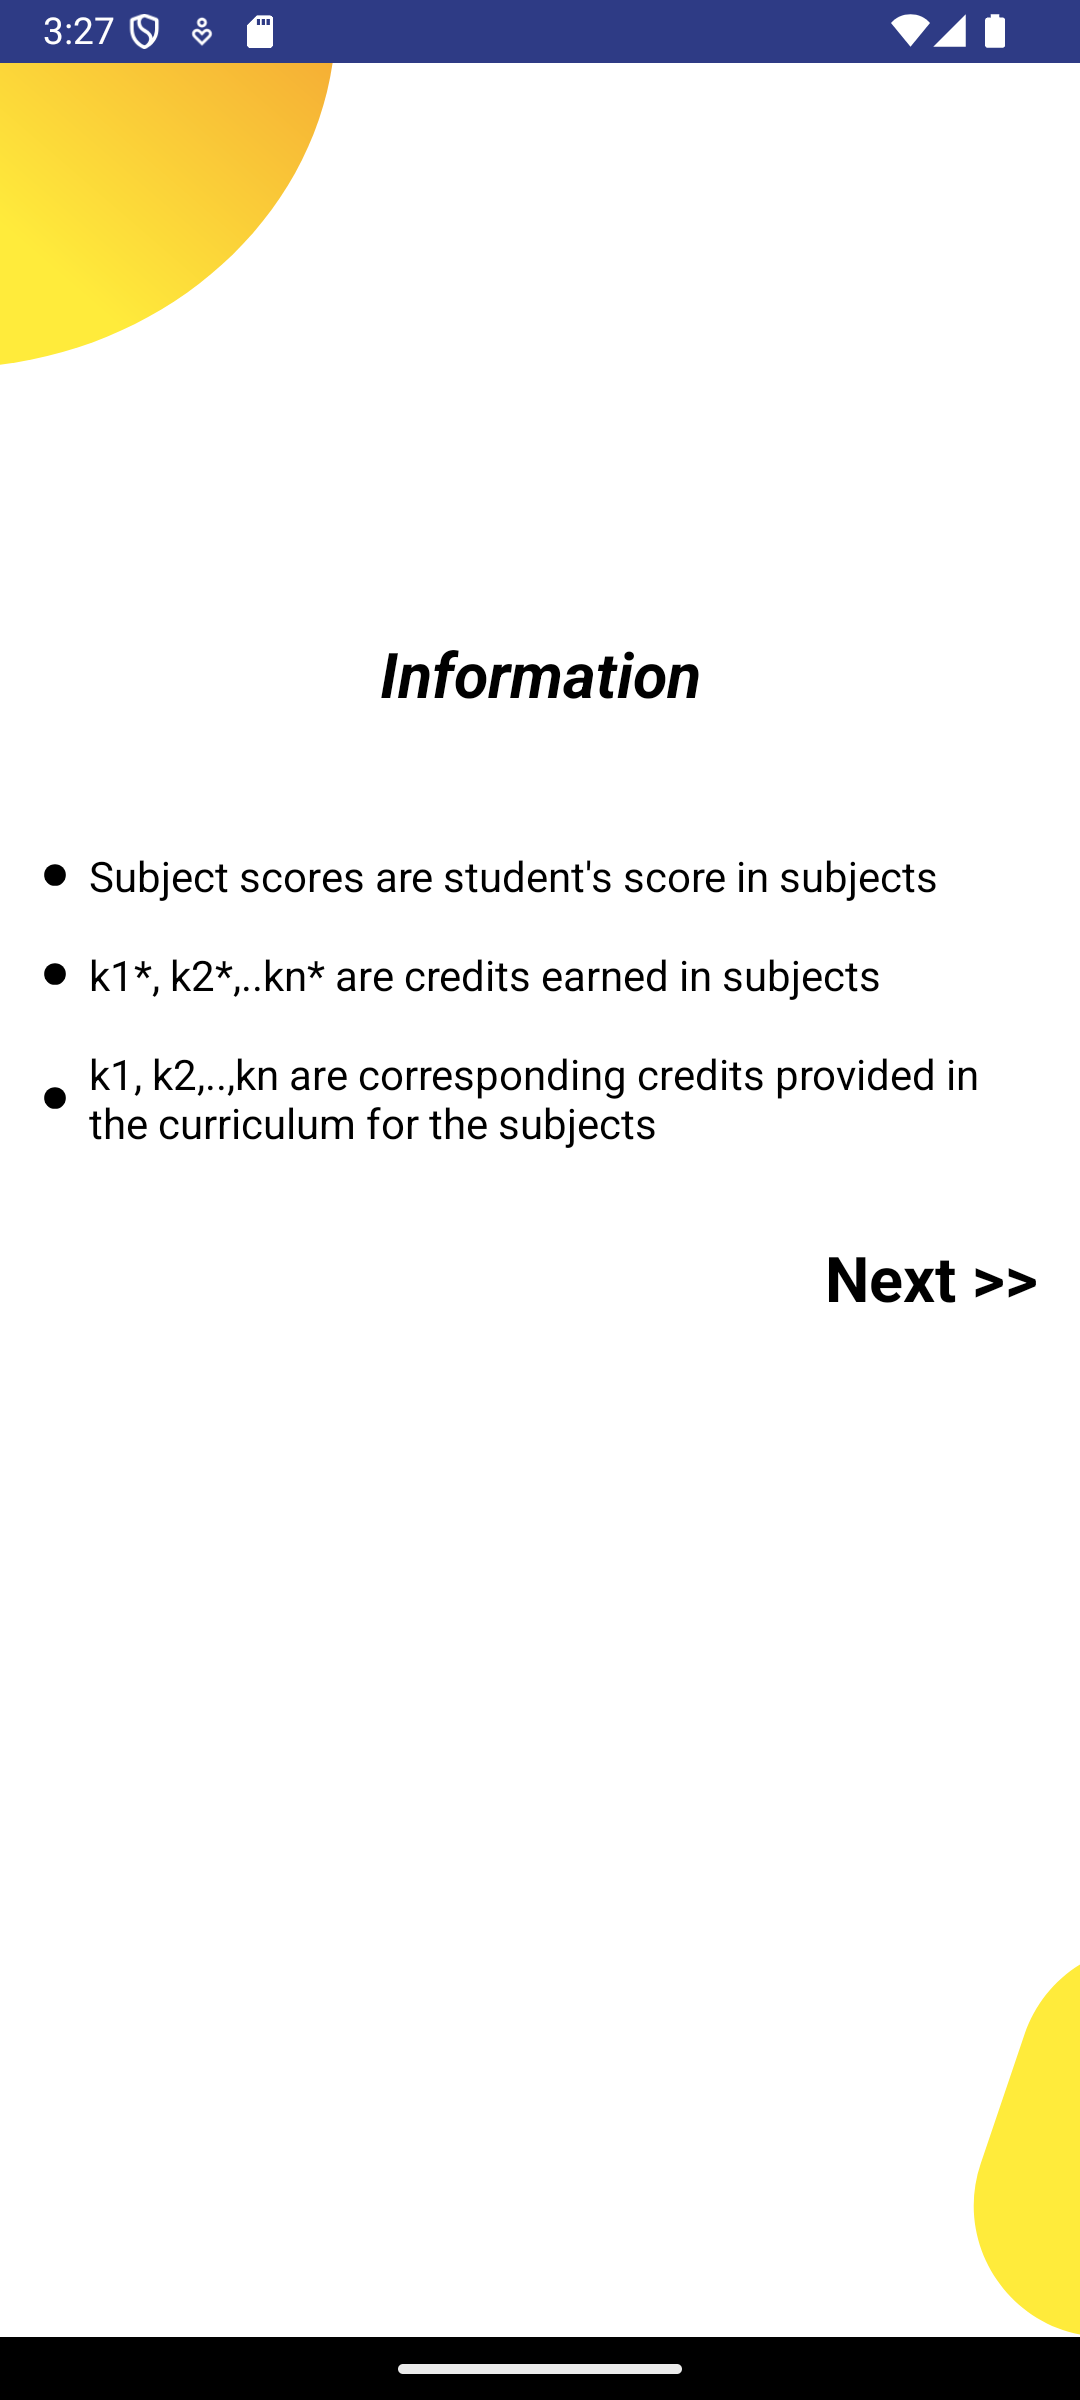 3:27
Information
● Subject scores are student's score in subjects
● k1*, k2*,..kn* are credits earned in subjects
● k1, k2,..,kn are corresponding credits provided in
the curriculum for the subjects
Next >>